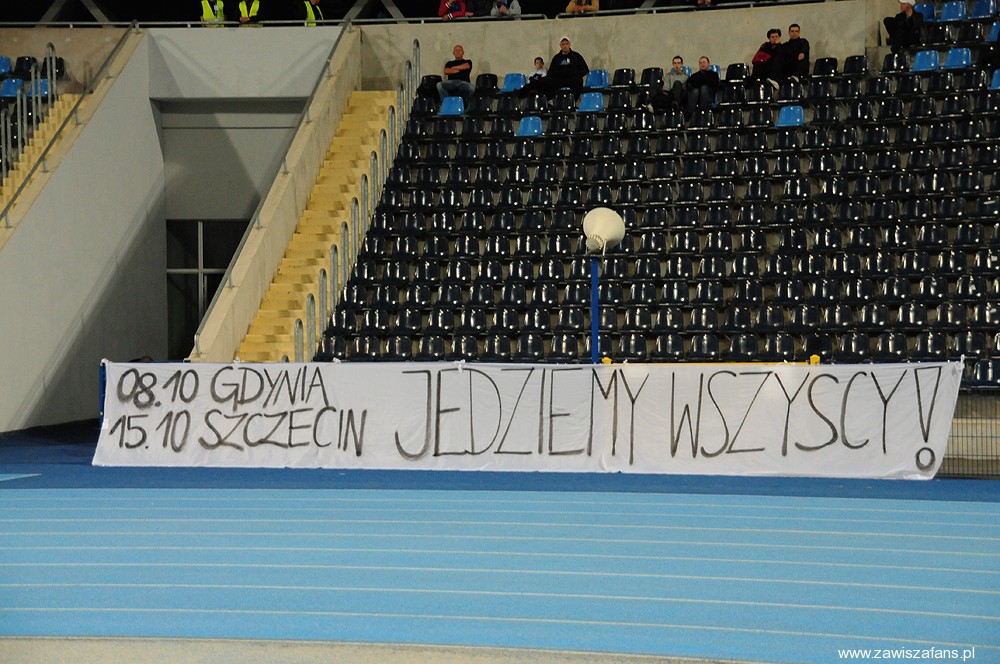 08.10 GDYNIA
15.10 SZCZECIN
JEDZIEMY WSZYSCY!
www.zawiszafans.pl